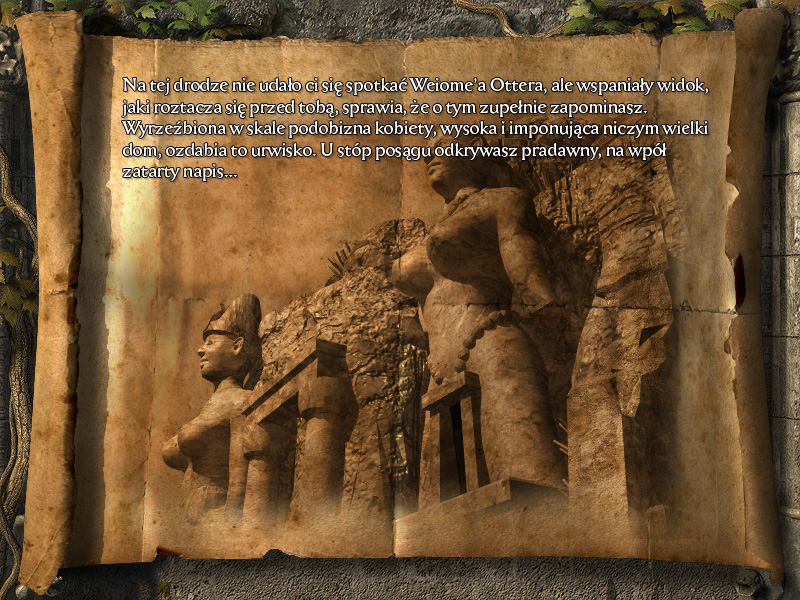 Na tej drodze nie udało ci się spotkać Weiome'a Ottera, ale wspaniały widok,
jaki roztacza się przed tobą, sprawia, że o tym zupełnie zapominasz.
Wyrzeźbiona w skale podobizna kobiety, wysoka i imponująca niczym wielki
dom, ozdabia to urwisko. U stóp posągu odkrywasz pradawny, na wpół
zatarty napis...